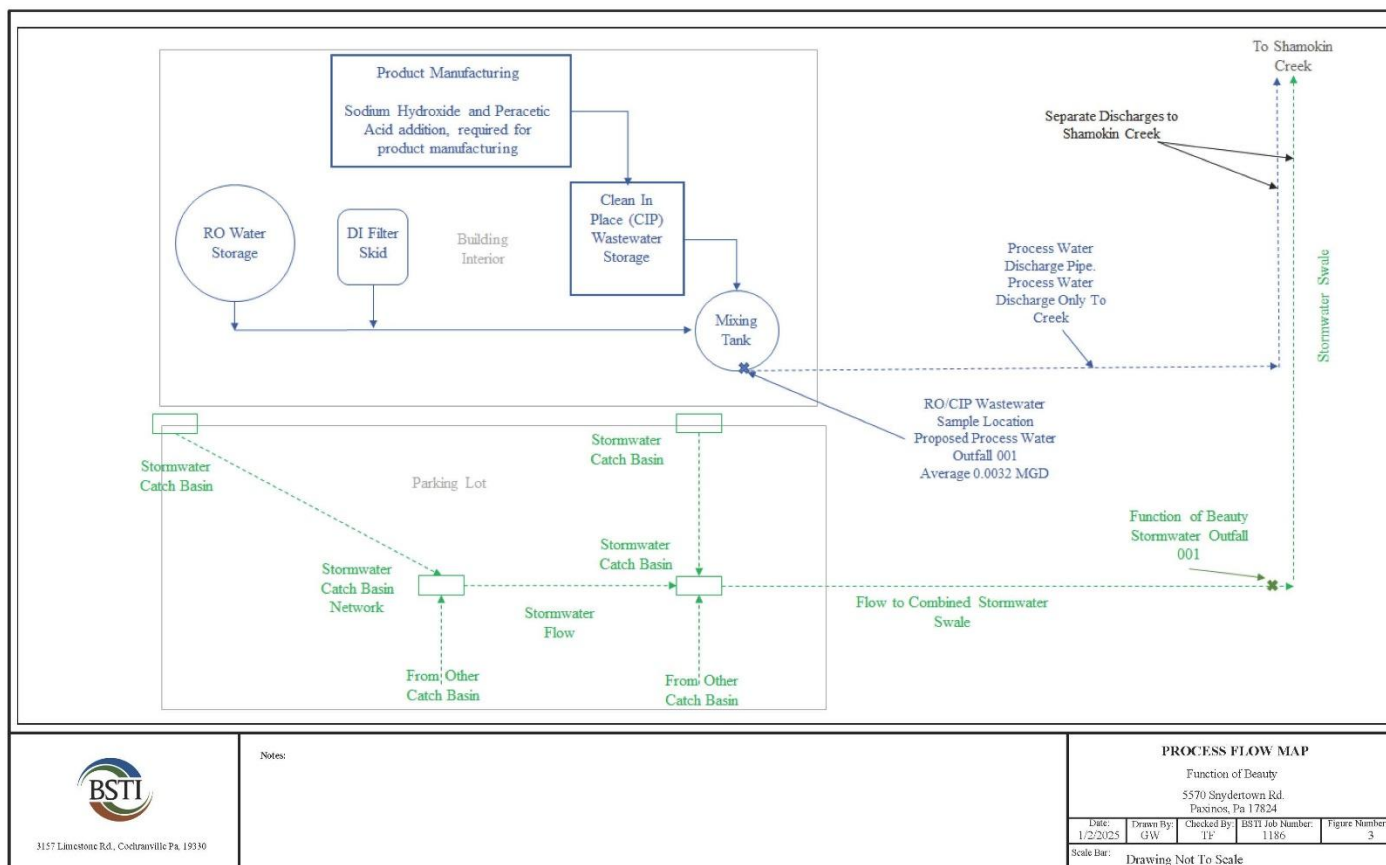 To Shamokin
Creek
Product Manufacturing
Sodium Hydroxide and Peracetic
Acid addition, required for
product manufacturing
Separate Discharges to
Shamokin Creek
RO Water
Storage
DI Filter
Skid
Building
Interior
Clean In
Place (CIP)
Wastewater
Storage
Process Water
Discharge Pipe.
Process Water
Discharge Only To
Creek
Stormwater Swale
Mixing
Tank
RO/CIP Wastewater
Sample Location
Proposed Process Water
Outfall 001
Average 0.0032 MGD
Stormwater
Catch Basin
Parking Lot
Stormwater
Catch Basin
Function of Beauty
Stormwater Outfall
001
Stormwater
Catch Basin
Network
Stormwater
Catch Basin
Stormwater
Flow
Flow to Combined Stormwater
Swale
From Other
Catch Basin
From Other
Catch Basin
BSTI
3157 Limestone Rd., Cochranville Pa, 19330
Notes:
PROCESS FLOW MAP
Function of Beauty
5570 Snydertown Rd.
Paxinos, Pa 17824
Date: Drawn By: Checked By: BSTI Job Number: Figure Number
1/2/2025 GW TF 1186 3
Scale Bar: Drawing Not To Scale